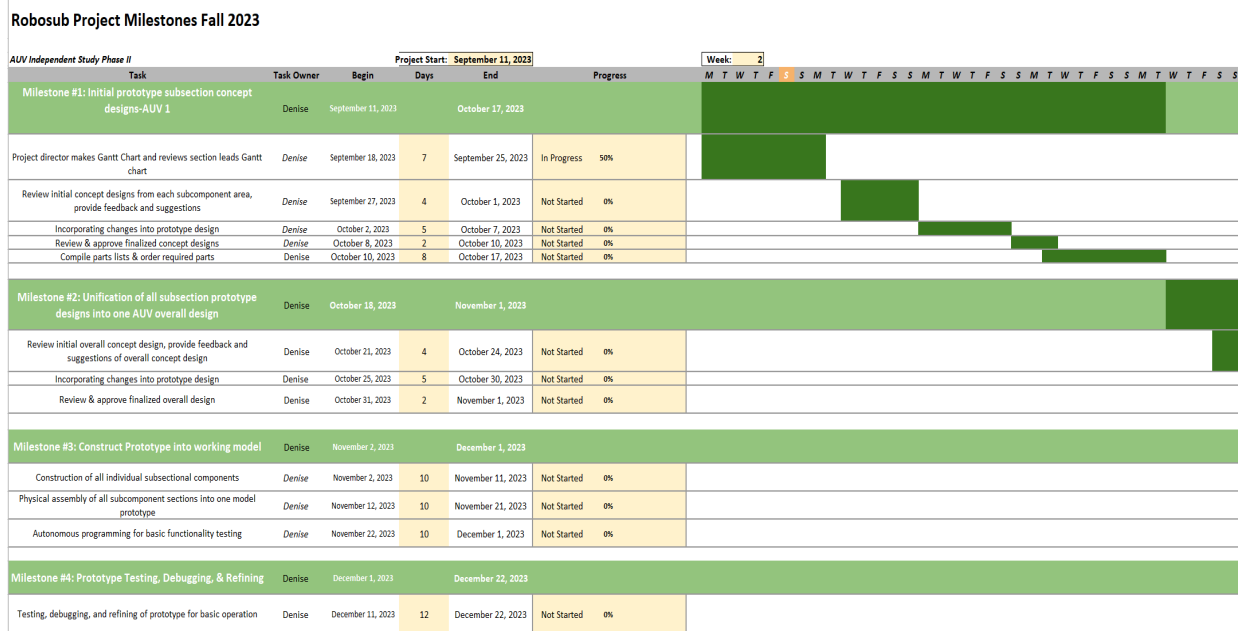 Robosub Project Milestones Fall 2023
AUV Independent Study Phase II Project Start: September 11, 2023 Week: 2
Task Task Owner Begin Days End Progress M T W T F S S M T W T F S S M T W T F S S M T W T F S S M T W T F S S
Milestone #1: Initial prototype subsection concept
designs-AUV 1 Denise September 11, 2023 October 17, 2023
Project director makes Gantt Chart and reviews section leads Gantt
chart Denise September 18, 2023 7 September 25, 2023 In Progress 50%
Review initial concept designs from each subcomponent area,
provide feedback and suggestions Denise September 27, 2023 4 October 1, 2023 Not Started 0%
Incorporating changes into prototype design Denise October 2, 2023 5 October 7, 2023 Not Started 0%
Review & approve finalized concept designs Denise October 8, 2023 2 October 10, 2023 Not Started 0%
Compile parts lists & order required parts Denise October 10, 2023 8 October 17, 2023 Not Started 0%
Milestone #2: Unification of all subsection prototype
designs into one AUV overall design Denise October 18, 2023 November 1, 2023
Review initial overall concept design, provide feedback and
suggestions of overall concept design Denise October 21, 2023 4 October 24, 2023 Not Started 0%
Incorporating changes into prototype design Denise October 25, 2023 5 October 30, 2023 Not Started 0%
Review & approve finalized overall design Denise October 31, 2023 2 November 1, 2023 Not Started 0%
Milestone #3: Construct Prototype into working model Denise November 2, 2023 December 1, 2023
Construction of all individual subsectional components Denise November 2, 2023 10 November 11, 2023 Not Started 0%
Physical assembly of all subcomponent sections into one model
prototype Denise November 12, 2023 10 November 21, 2023 Not Started 0%
Autonomous programming for basic functionality testing Denise November 22, 2023 10 December 1, 2023 Not Started 0%
Milestone #4: Prototype Testing, Debugging, & Refining Denise December 1, 2023 December 22, 2023
Testing, debugging, and refining of prototype for basic operation Denise December 11, 2023 12 December 22, 2023 Not Started 0%